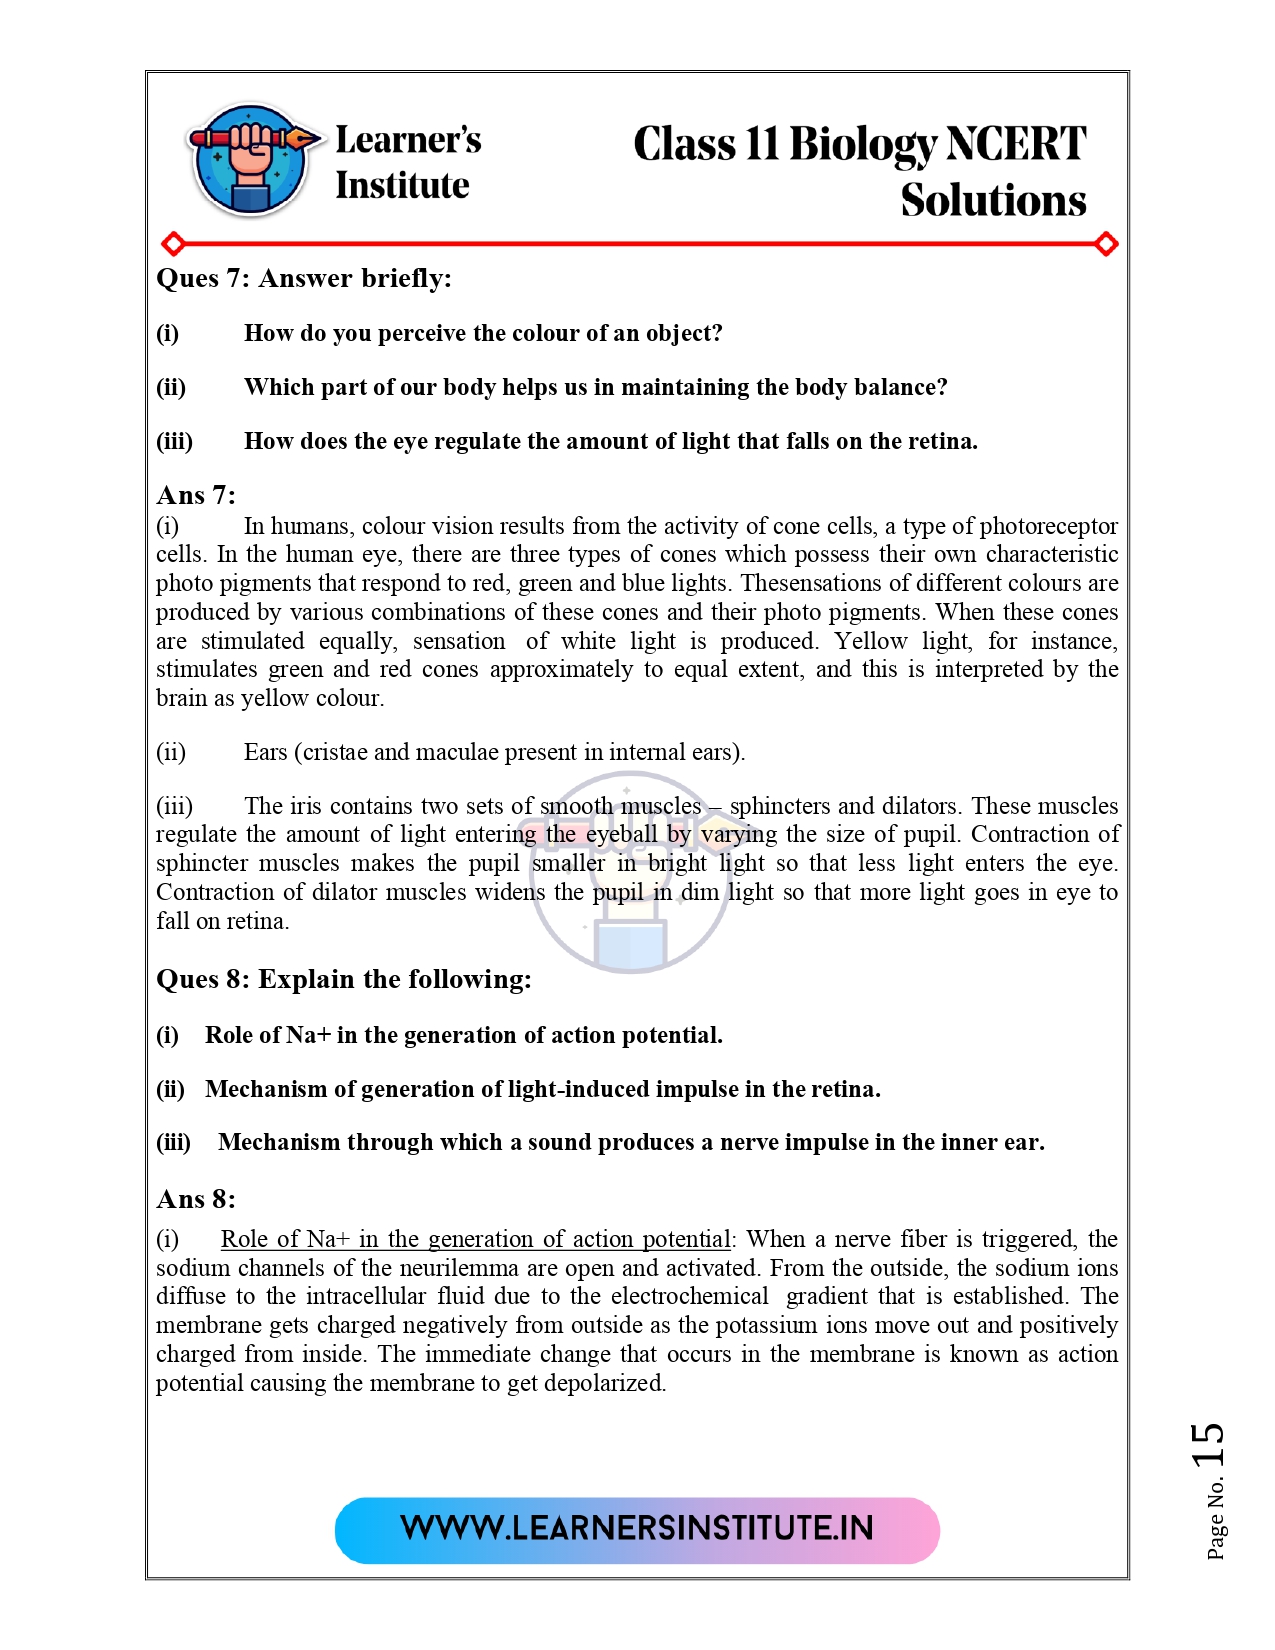 Learner's
Institute
Class 11 Biology NCERT
Solutions
Ques 7: Answer briefly:
(i) How do you perceive the colour of an object?
(ii) Which part of our body helps us in maintaining the body balance?
(iii) How does the eye regulate the amount of light that falls on the retina.
Ans 7:
(i) In humans, colour vision results from the activity of cone cells, a type of photoreceptor
cells. In the human eye, there are three types of cones which possess their own characteristic
photo pigments that respond to red, green and blue lights. Thesensations of different colours are
produced by various combinations of these cones and their photo pigments. When these cones
are stimulated equally, sensation of white light is produced. Yellow light, for instance,
stimulates green and red cones approximately to equal extent, and this is interpreted by the
brain as yellow colour.
(ii) Ears (cristae and maculae present in internal ears).
(iii) The iris contains two sets of smooth muscles – sphincters and dilators. These muscles
regulate the amount of light entering the eyeball by varying the size of pupil. Contraction of
sphincter muscles makes the pupil smaller in bright light so that less light enters the eye.
Contraction of dilator muscles widens the pupil in dim light so that more light goes in eye to
fall on retina.
Ques 8: Explain the following:
(i) Role of Na+ in the generation of action potential.
(ii) Mechanism of generation of light-induced impulse in the retina.
(iii) Mechanism through which a sound produces a nerve impulse in the inner ear.
Ans 8:
(i) Role of Na+ in the generation of action potential: When a nerve fiber is triggered, the
sodium channels of the neurilemma are open and activated. From the outside, the sodium ions
diffuse to the intracellular fluid due to the electrochemical gradient that is established. The
membrane gets charged negatively from outside as the potassium ions move out and positively
charged from inside. The immediate change that occurs in the membrane is known as action
potential causing the membrane to get depolarized.
Page No. 15
WWW.LEARNERSINSTITUTE.IN